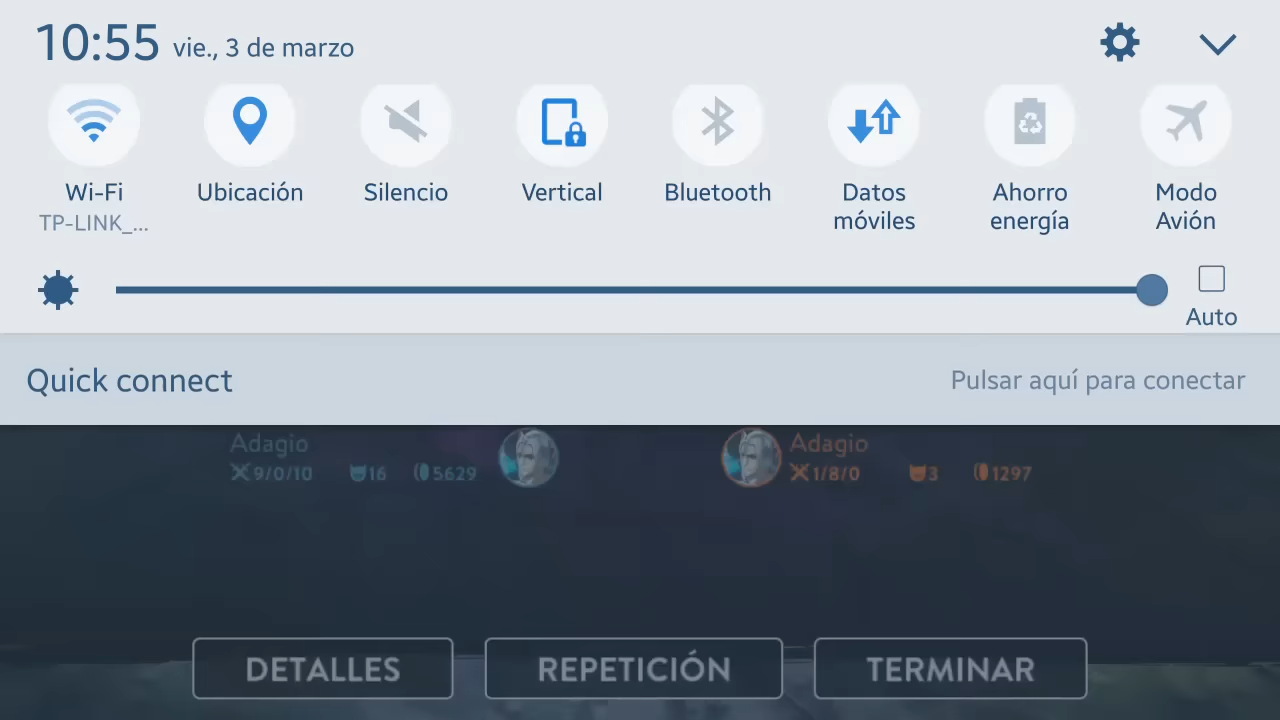 10:55 vie., 3 de marzo
Wi-Fi Ubicación Silencio Vertical Bluetooth Datos móviles Ahorro energía Modo Avión
TP-LINK_...
Auto
Quick connect Pulsar aquí para conectar
Adagio Adagio
9/0/10 16 5629 1/8/0 3 1297
DETALLES REPETICIÓN TERMINAR